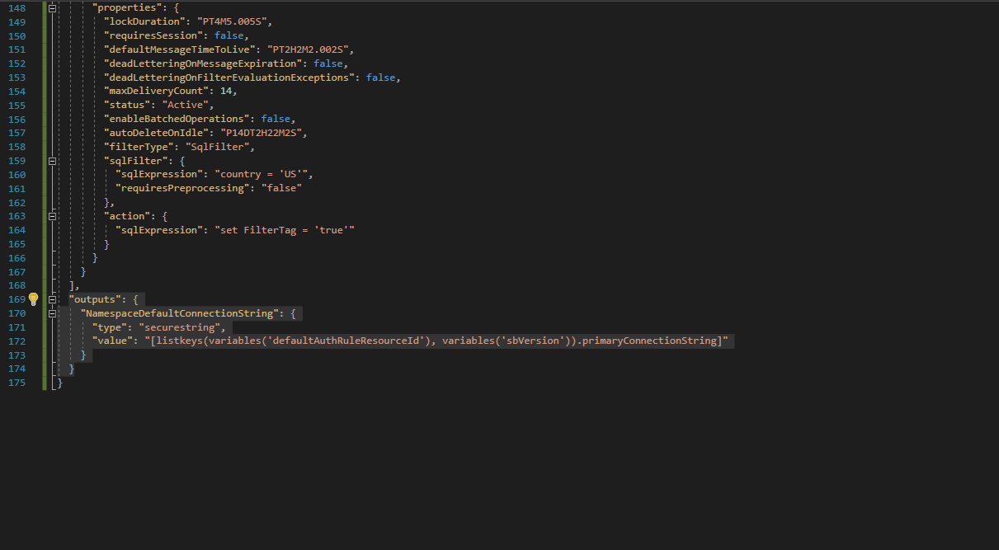 148 "properties": {
149 "lockDuration": "PT4M5.005S",
150 "requiresSession": false,
151 "defaultMessageTimeToLive": "PT2H2M2.002S",
152 "deadLetteringOnMessageExpiration": false,
153 "deadLetteringOnFilterEvaluationExceptions": false,
154 "maxDeliveryCount": 14,
155 "status": "Active",
156 "enableBatchedOperations": false,
157 "autoDeleteOnIdle": "P14DT2H22M2S",
158 "filterType": "SqlFilter",
159 "sqlFilter": {
160 "sqlExpression": "country = 'US'",
161 "requiresPreprocessing": "false"
162 },
163 "action": {
164 "sqlExpression": "set FilterTag = 'true'"
165 }
166 }
167 }
168 ],
169 "outputs": {
170 "NamespaceDefaultConnectionString": {
171 "type": "securestring",
172 "value": "[listkeys(variables('defaultAuthRuleResourceId'), variables('sbVersion')).primaryConnectionString]"
173 }
174 }
175 }